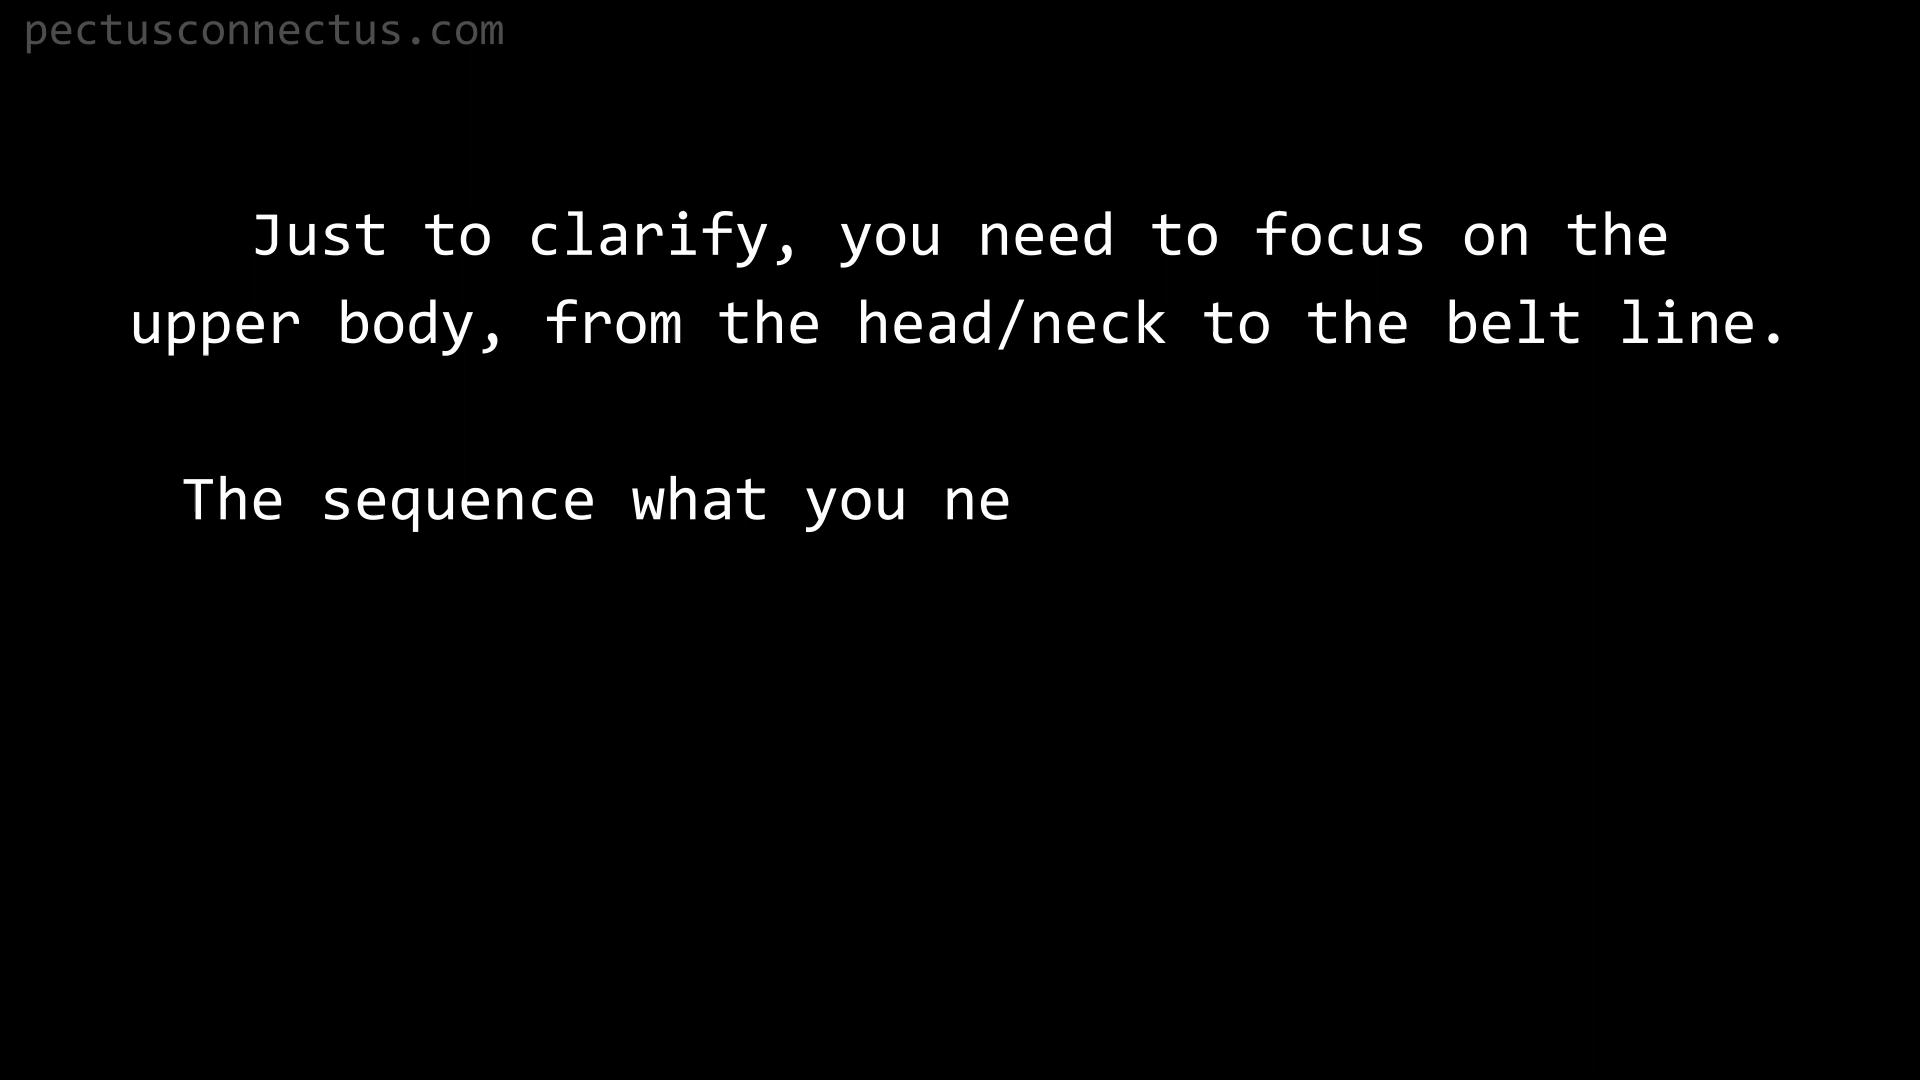 pectusconnectus.com
Just to clarify, you need to focus on the
upper body, from the head/neck to the belt line.
The sequence what you ne